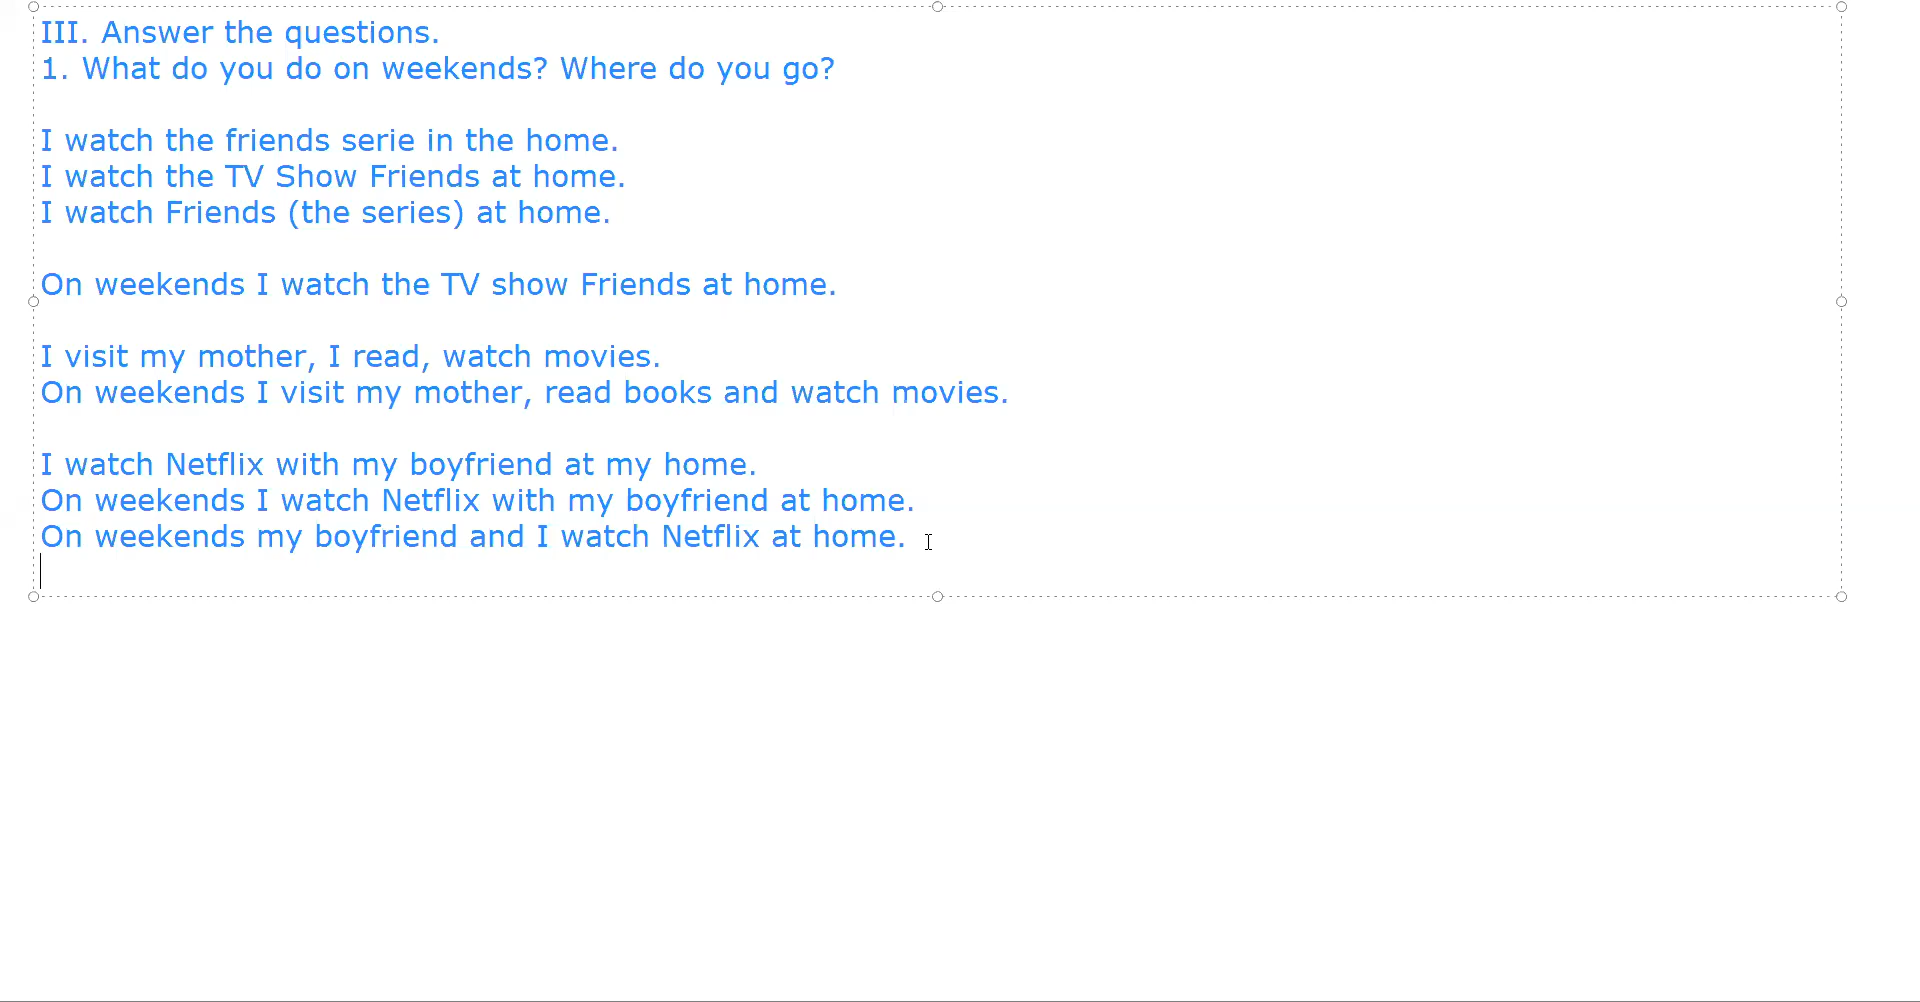 III. Answer the questions.
1. What do you do on weekends? Where do you go?
I watch the friends serie in the home.
I watch the TV Show Friends at home.
I watch Friends (the series) at home.
On weekends I watch the TV show Friends at home.
I visit my mother, I read, watch movies.
On weekends I visit my mother, read books and watch movies.
I watch Netflix with my boyfriend at my home.
On weekends I watch Netflix with my boyfriend at home.
On weekends my boyfriend and I watch Netflix at home.